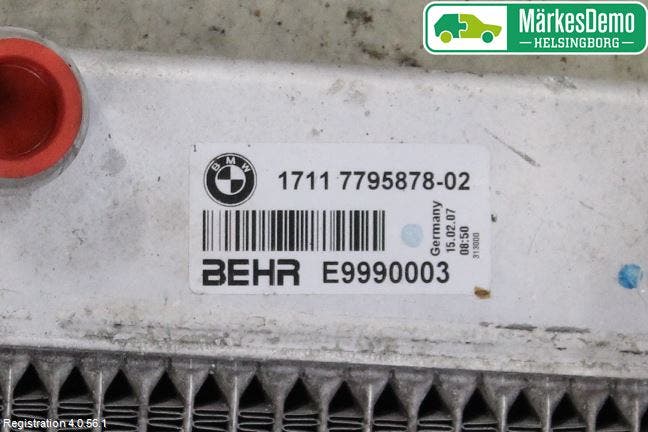 MärkesDemo
HELSINGBORG
BMW
1711 7795878-02
Germany
15.02.07
08:50
313000
BEHR E9990003
Registration 4.0.56.1